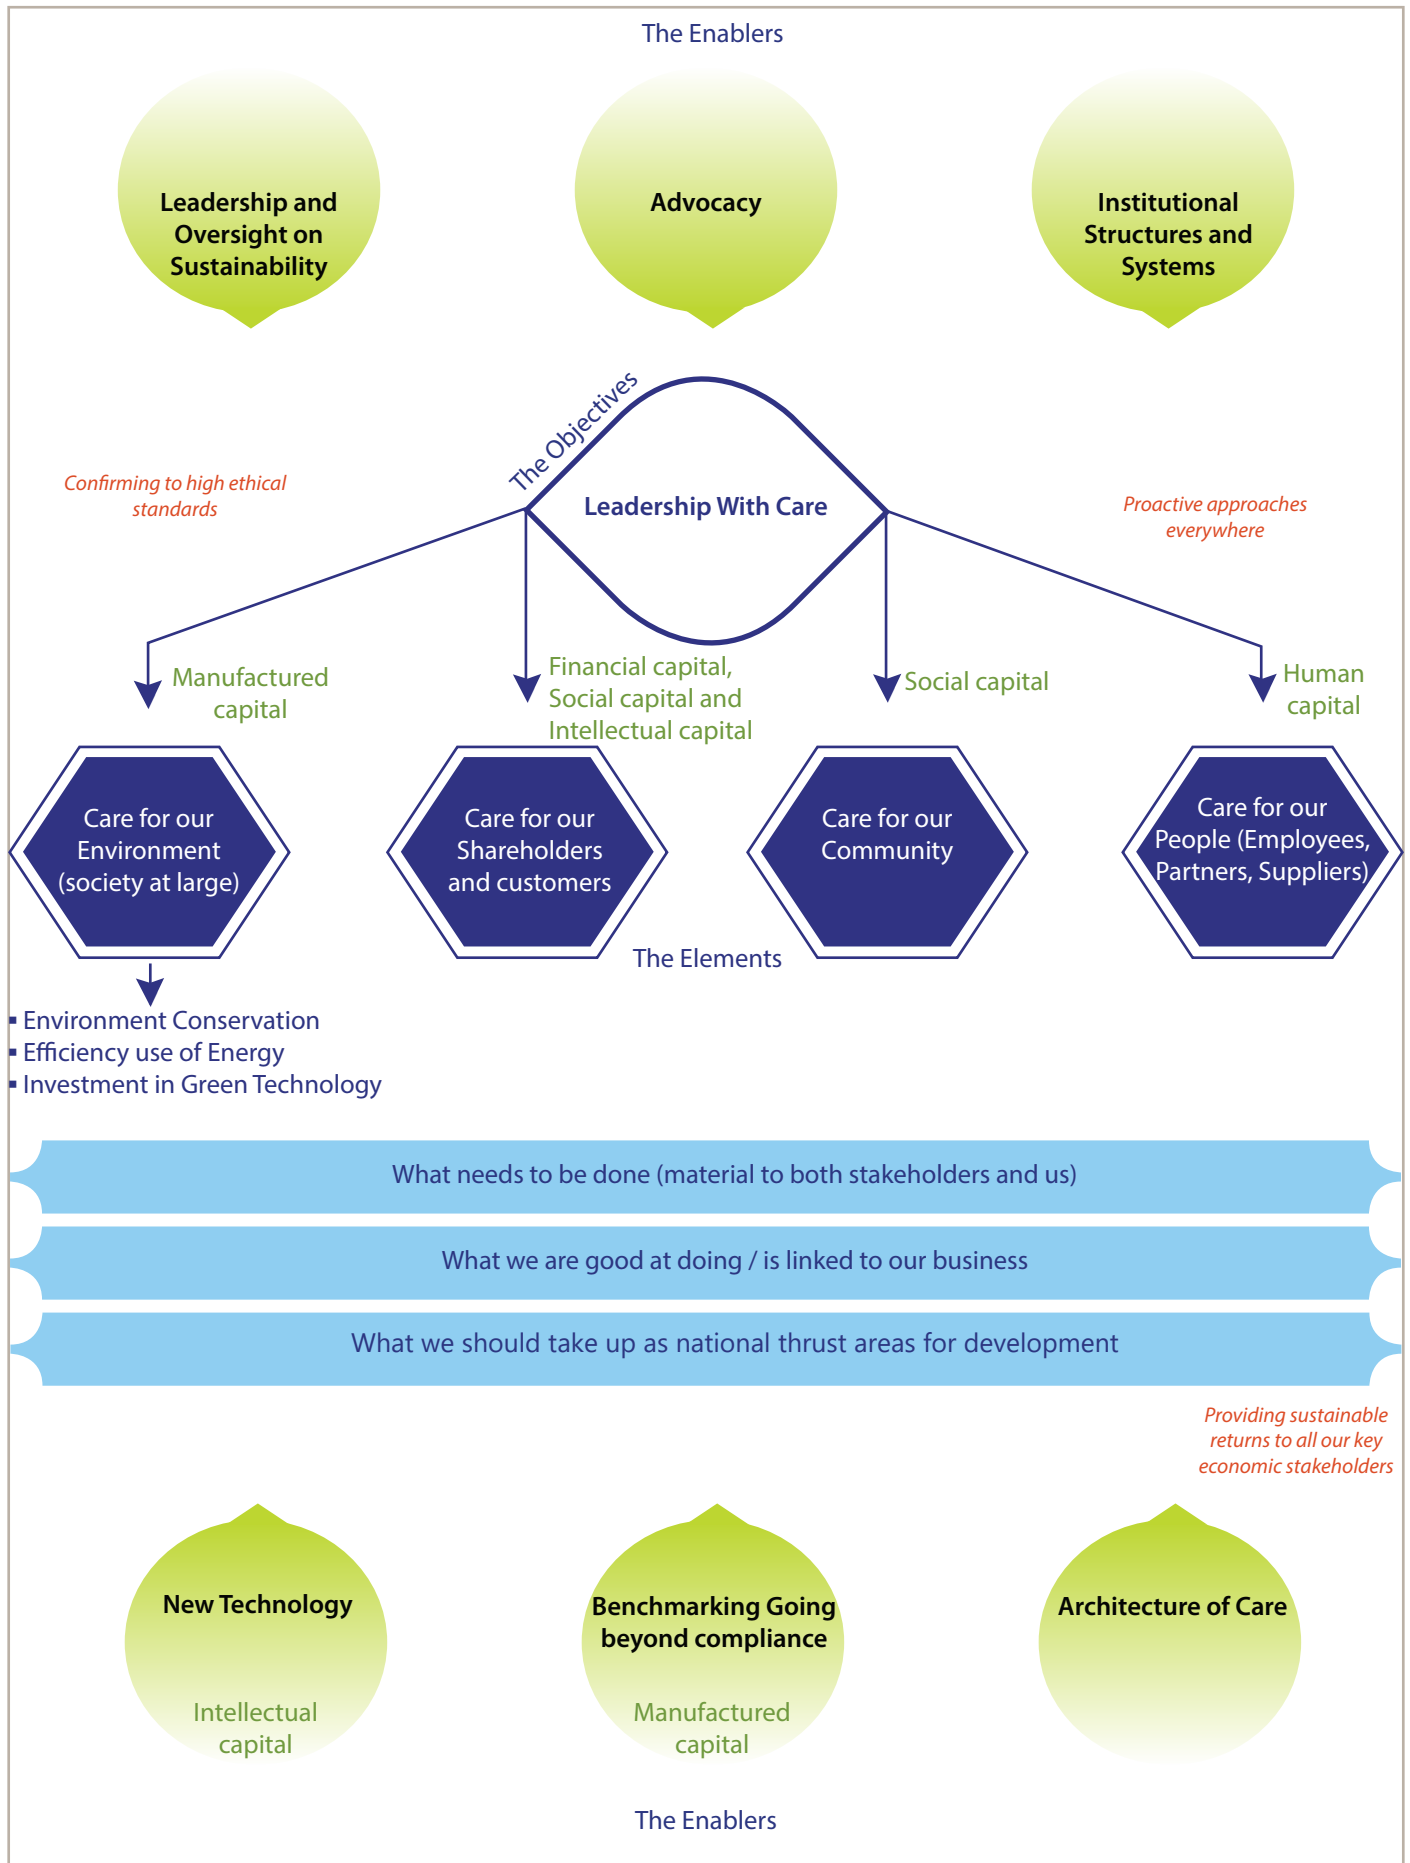 The Enablers
Leadership and
Oversight on
Sustainability
Advocacy
Institutional
Structures and
Systems
The Objectives
Leadership With Care
Confirming to high ethical
standards
Proactive approaches
everywhere
Manufactured
capital
Financial capital,
Social capital and
Intellectual capital
Social capital
Human
capital
Care for our
Environment
(society at large)
Care for our
Shareholders
and customers
Care for our
Community
Care for our
People (Employees,
Partners, Suppliers)
The Elements
▪ Environment Conservation
▪ Efficiency use of Energy
▪ Investment in Green Technology
What needs to be done (material to both stakeholders and us)
What we are good at doing / is linked to our business
What we should take up as national thrust areas for development
Providing sustainable
returns to all our key
economic stakeholders
New Technology
Intellectual
capital
Benchmarking Going
beyond compliance
Manufactured
capital
Architecture of Care
The Enablers